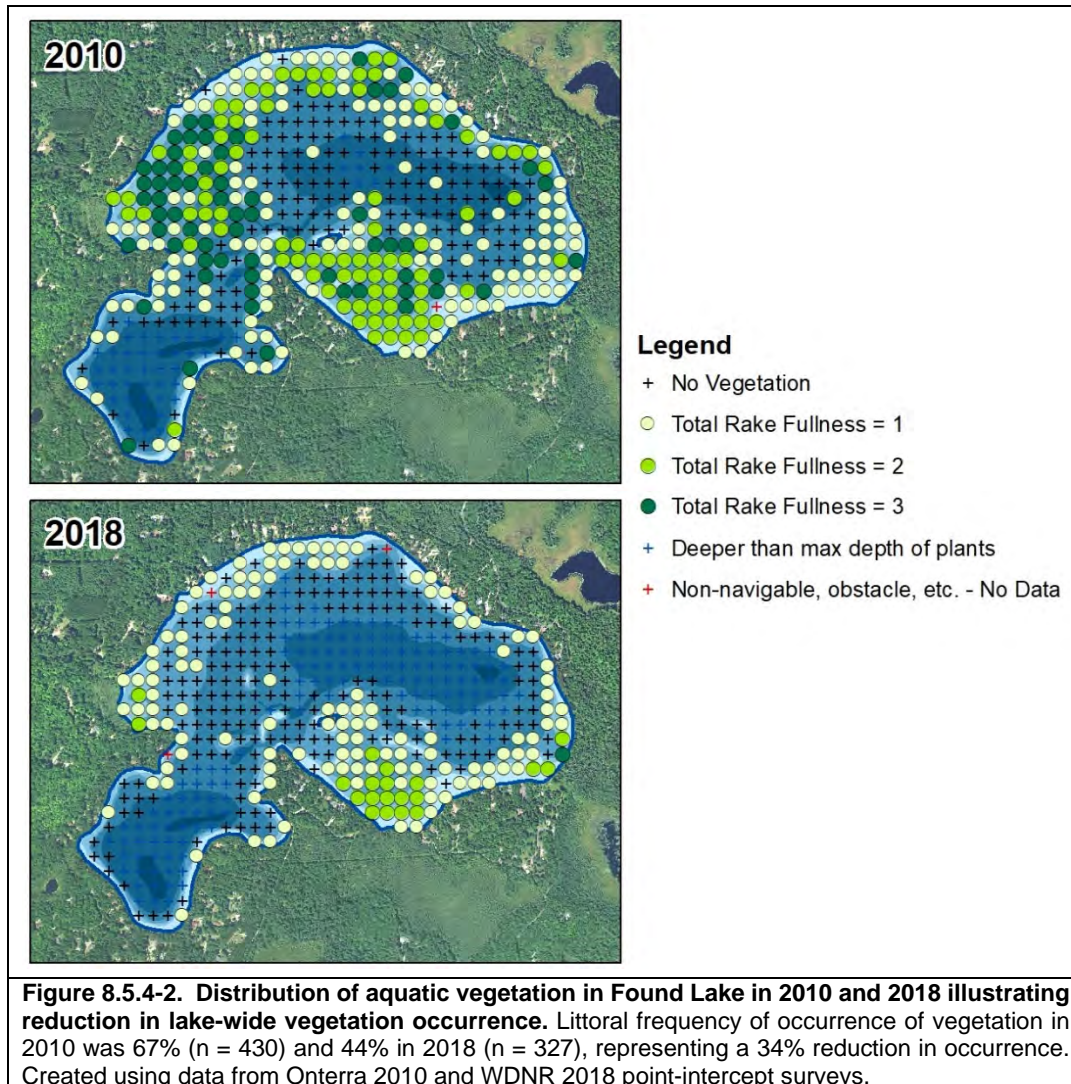 2010
2018
Legend
+ No Vegetation
Total Rake Fullness = 1
Total Rake Fullness = 2
Total Rake Fullness = 3
+ Deeper than max depth of plants
+ Non-navigable, obstacle, etc. - No Data
Figure 8.5.4-2. Distribution of aquatic vegetation in Found Lake in 2010 and 2018 illustrating
reduction in lake-wide vegetation occurrence. Littoral frequency of occurrence of vegetation in
2010 was 67% (n = 430) and 44% in 2018 (n = 327), representing a 34% reduction in occurrence.
Created using data from Onterra 2010 and WDNR 2018 point-intercept surveys.